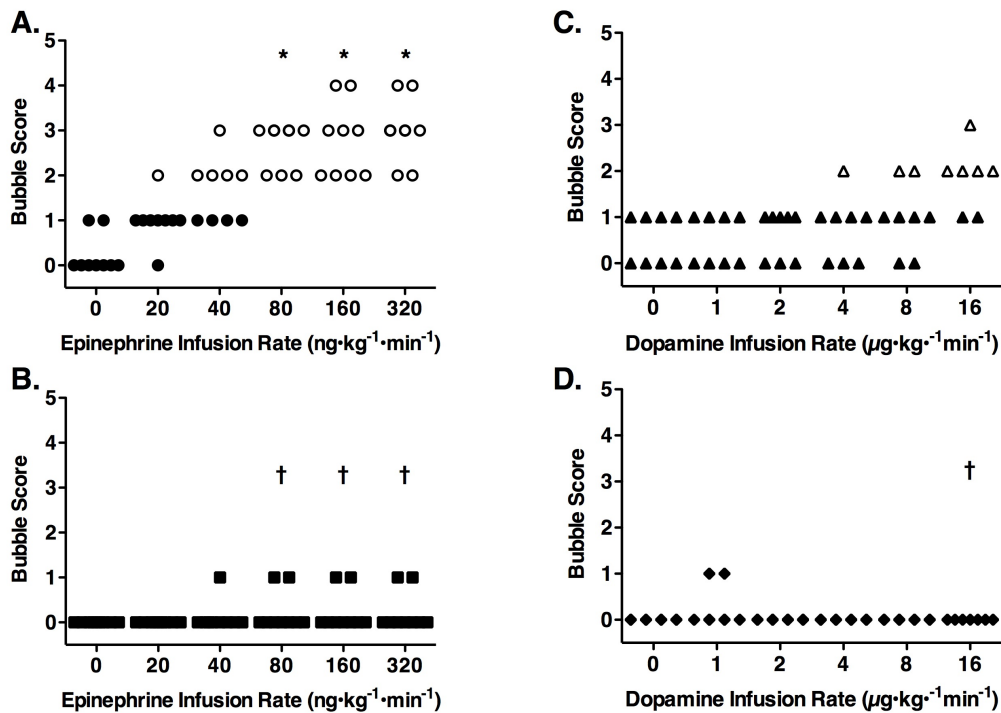 A.
5
4
3
2
1
0
Bubble Score
* * *
0 20 40 80 160 320
Epinephrine Infusion Rate (ng•kg⁻¹•min⁻¹)
B.
5
4
3
2
1
0
Bubble Score
† † †
0 20 40 80 160 320
Epinephrine Infusion Rate (ng•kg⁻¹•min⁻¹)
C.
5
4
3
2
1
0
Bubble Score
0 1 2 4 8 16
Dopamine Infusion Rate (µg•kg•⁻¹min⁻¹)
D.
5
4
3
2
1
0
Bubble Score
†
0 1 2 4 8 16
Dopamine Infusion Rate (µg•kg•⁻¹min⁻¹)